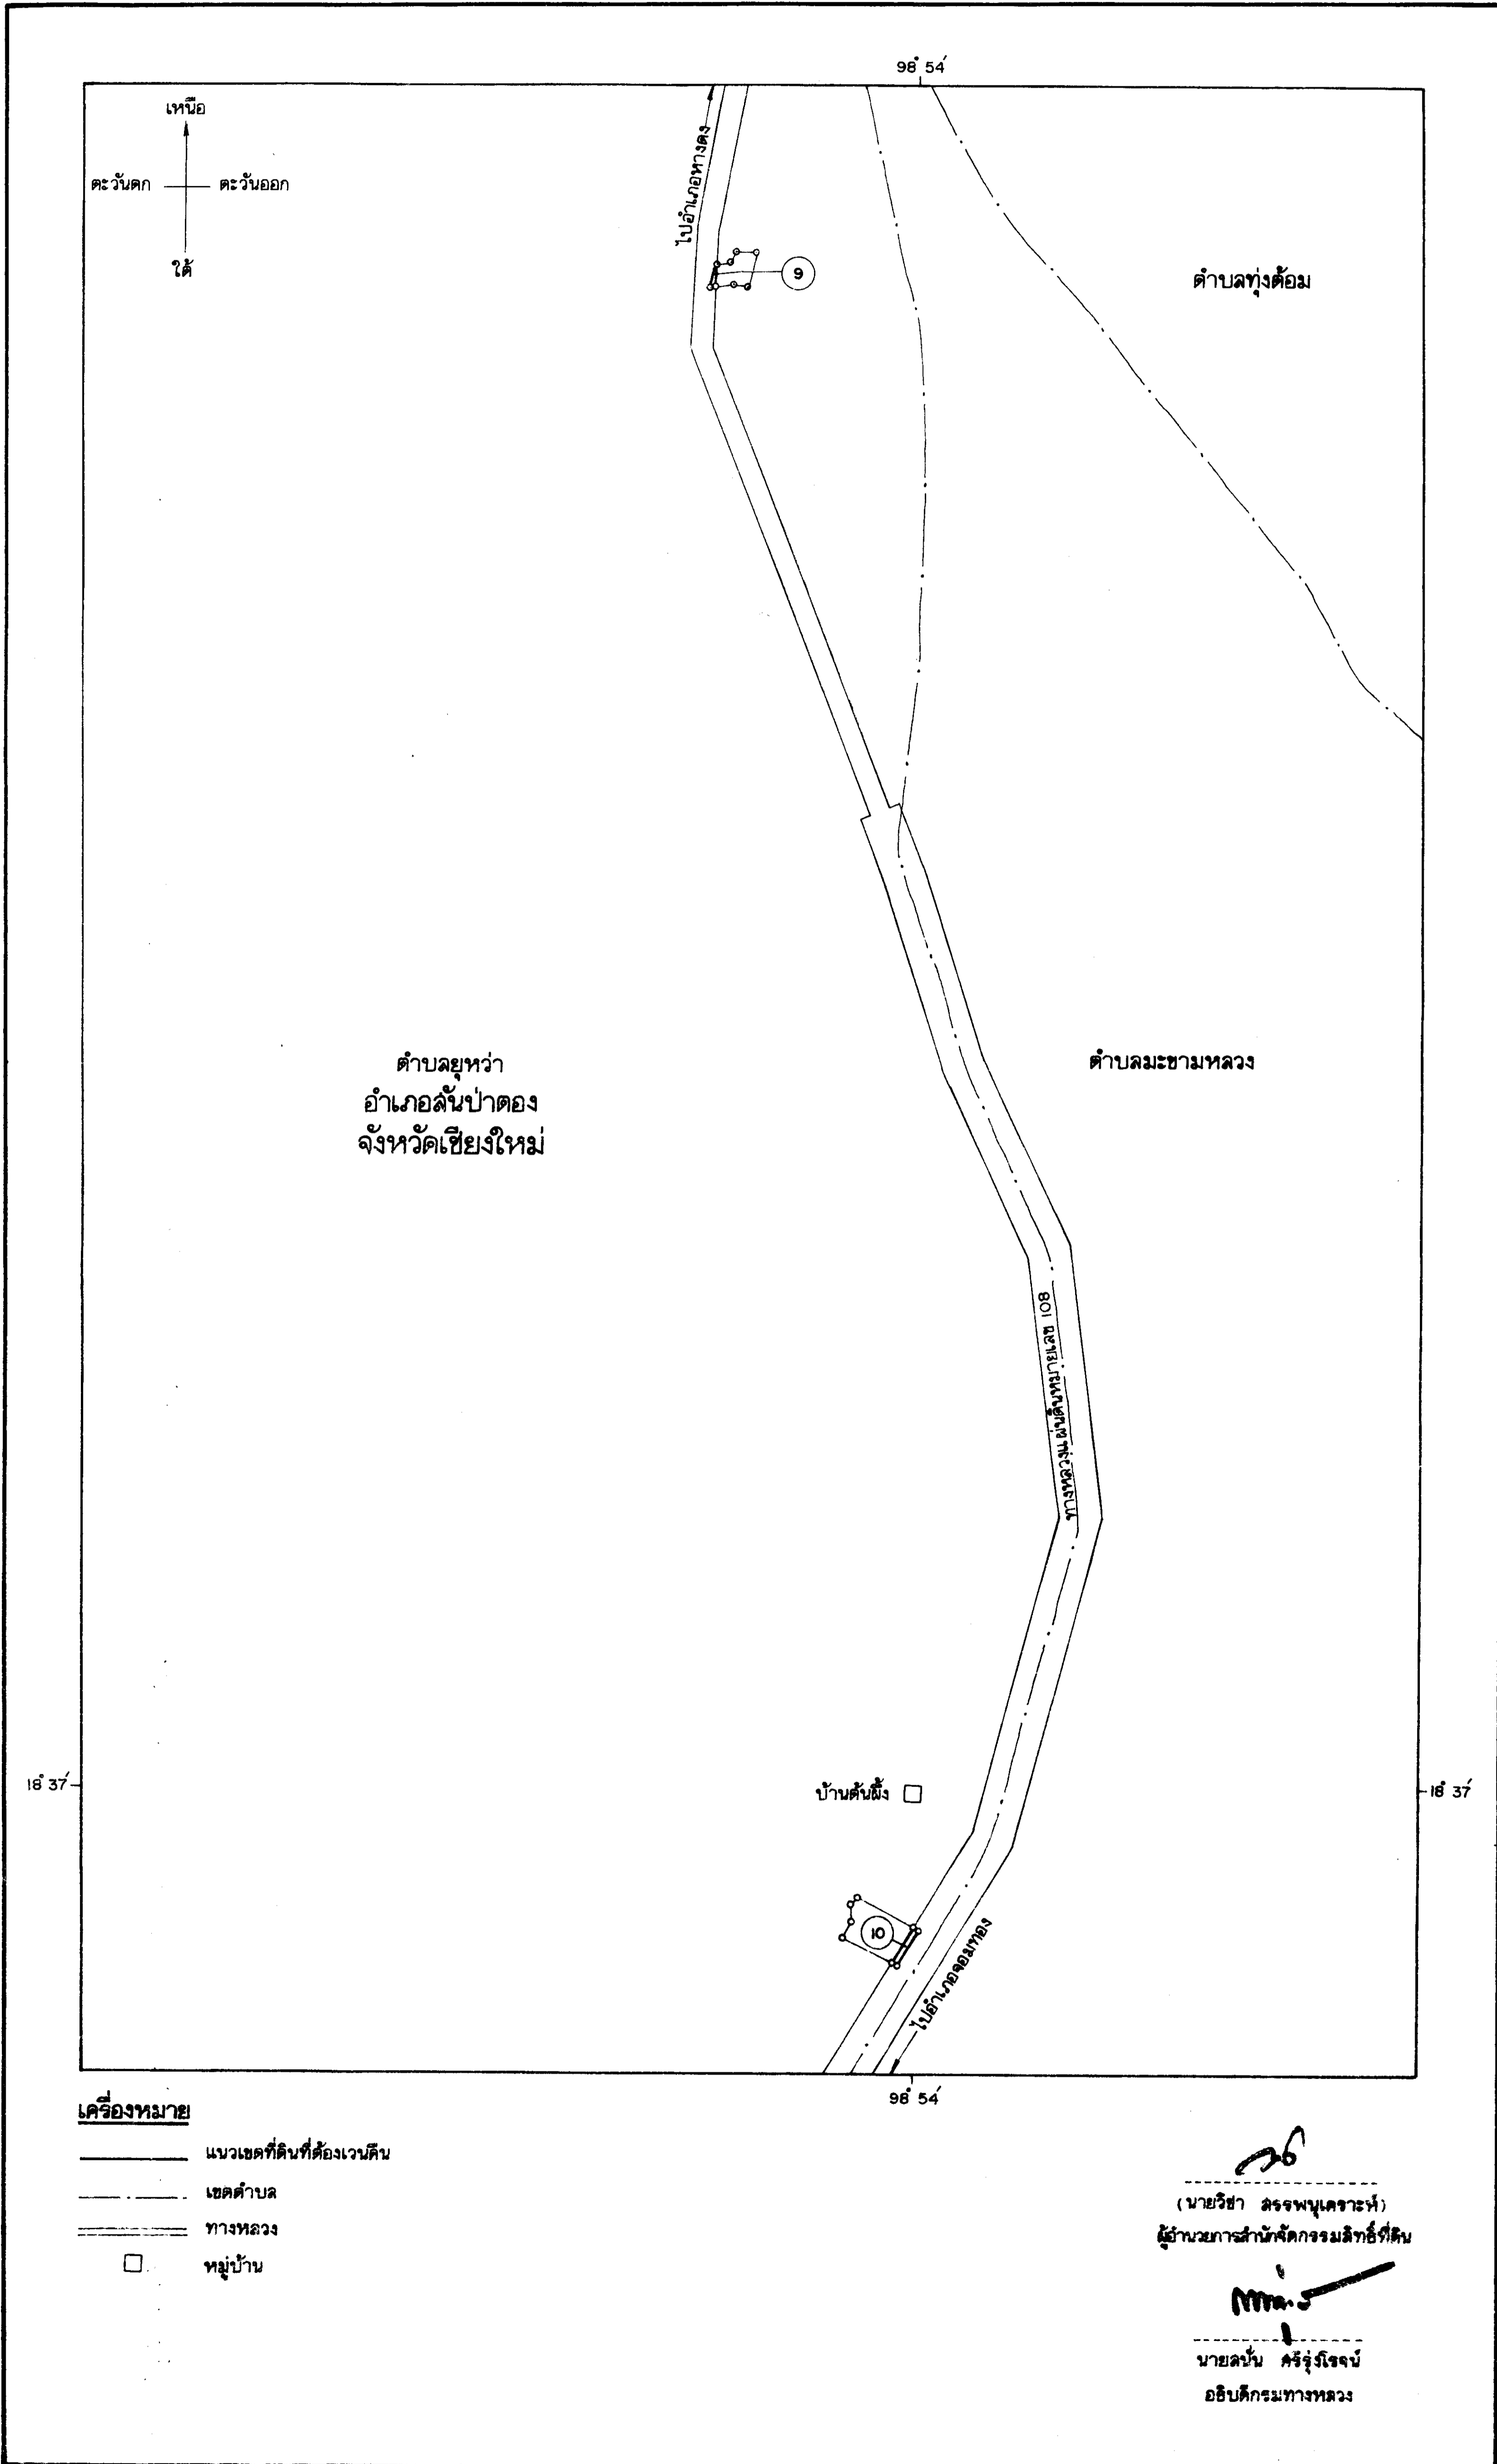 98° 54′
เหนือ
ตะวันตก
ตะวันออก
ใต้
ไปอำเภอหางดง
9
ตำบลทุ่งต้อม
ตำบลยุหว่า
อำเภอสันป่าตอง
จังหวัดเชียงใหม่
ตำบลมะขามหลวง
ทางหลวงแผ่นดินหมายเลข 108
18° 37′
บ้านต้นผึ้ง
18° 37′
10
ไปอำเภอจอมทอง
98° 54′
เครื่องหมาย
แนวเขตที่ดินที่ต้องเวนคืน
เขตตำบล
ทางหลวง
หมู่บ้าน
(นายวิชา สรรพนุเคราะห์)
ผู้อำนวยการสำนักจัดกรรมสิทธิ์ที่ดิน
นายสนั่น ศรีรุ่งโรจน์
อธิบดีกรมทางหลวง